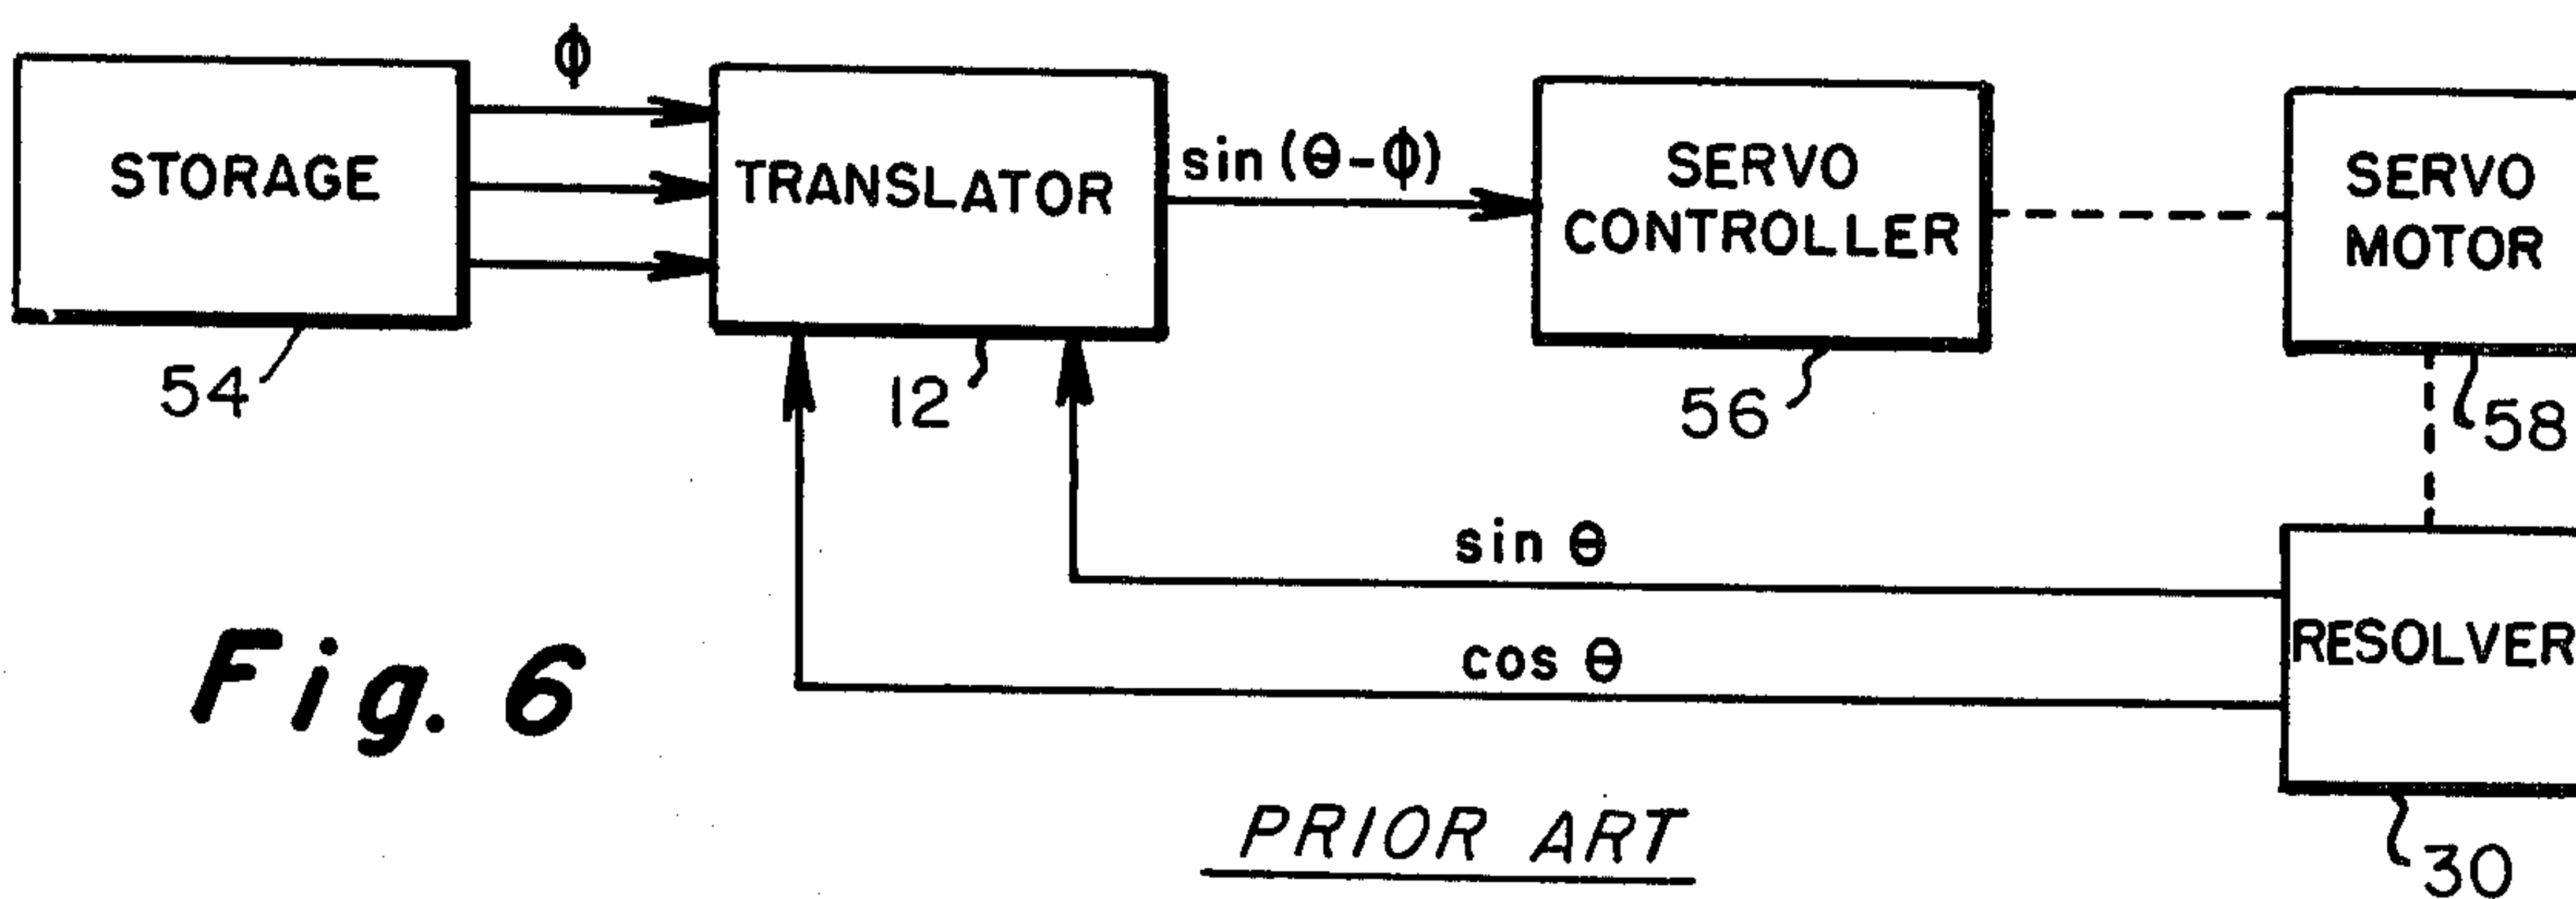 ϕ
STORAGE
54
TRANSLATOR
12
sin (θ-ϕ)
SERVO
CONTROLLER
56
SERVO
MOTOR
58
sin θ
cos θ
RESOLVER
30
Fig. 6
PRIOR ART